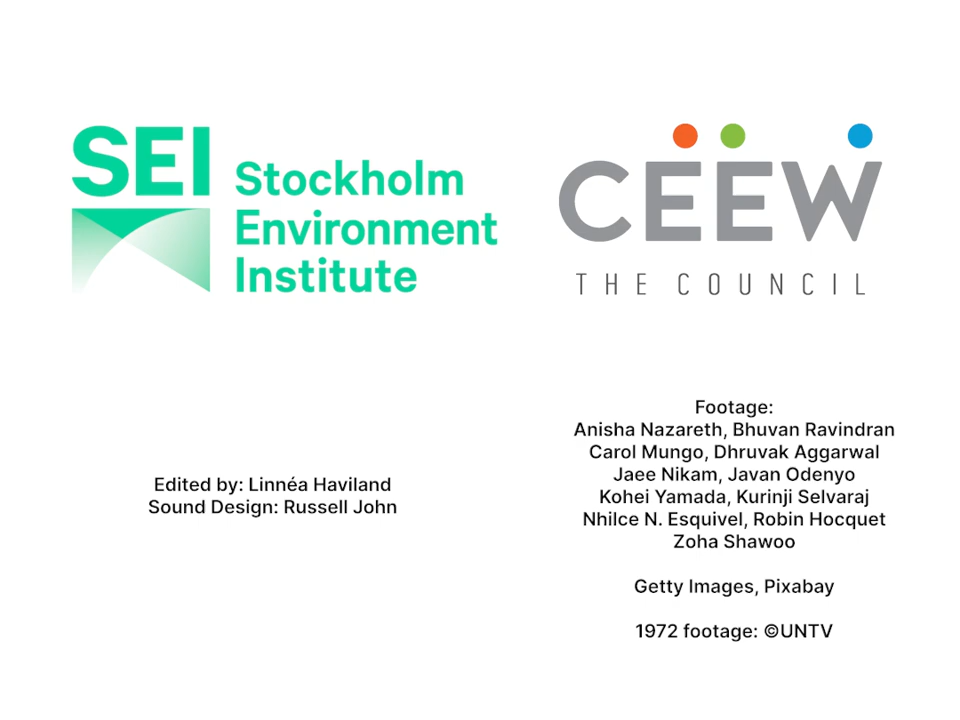 SEI
Stockholm
Environment
Institute
CEEW
THE COUNCIL
Edited by: Linnéa Haviland
Sound Design: Russell John
Footage:
Anisha Nazareth, Bhuvan Ravindran
Carol Mungo, Dhruvak Aggarwal
Jaee Nikam, Javan Odenyo
Kohei Yamada, Kurinji Selvaraj
Nhilce N. Esquivel, Robin Hocquet
Zoha Shawoo
Getty Images, Pixabay
1972 footage: ©UNTV